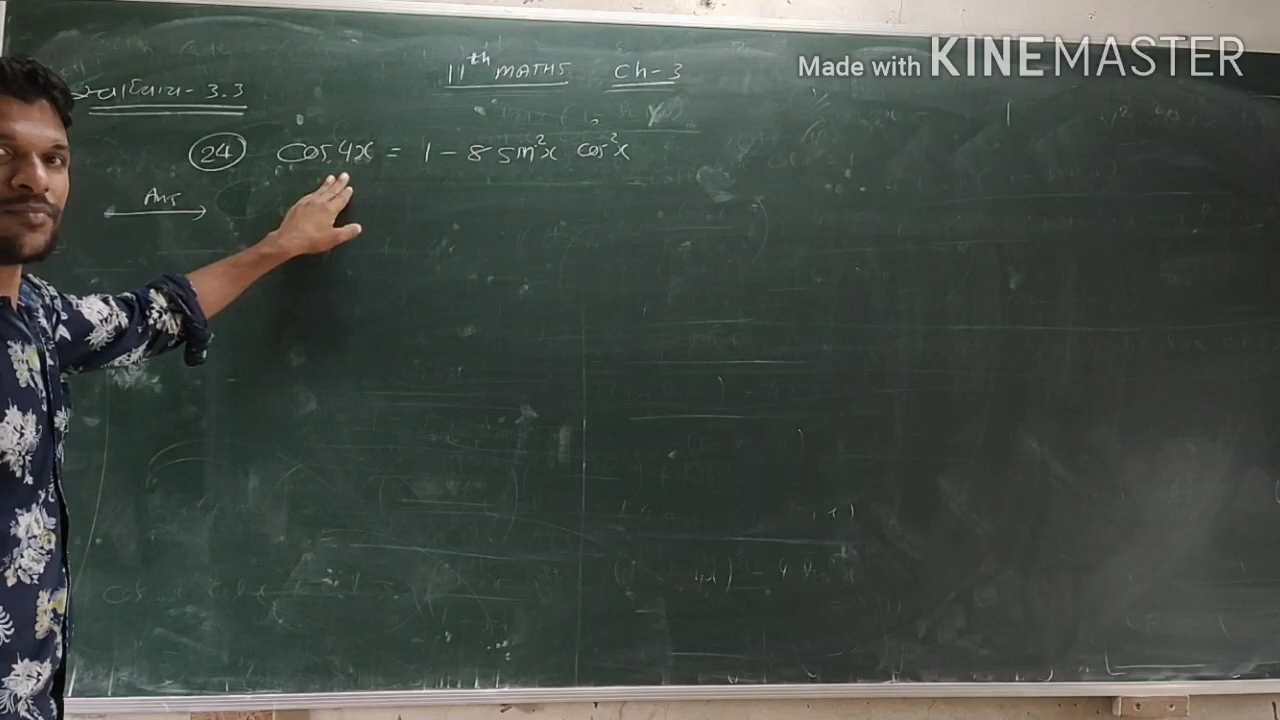 11th MATHS Ch-3
Made with KINEMASTER
स्वाध्याय- 3.3
24 Cos 4x = 1 - 8 sin²x cos²x
Ans